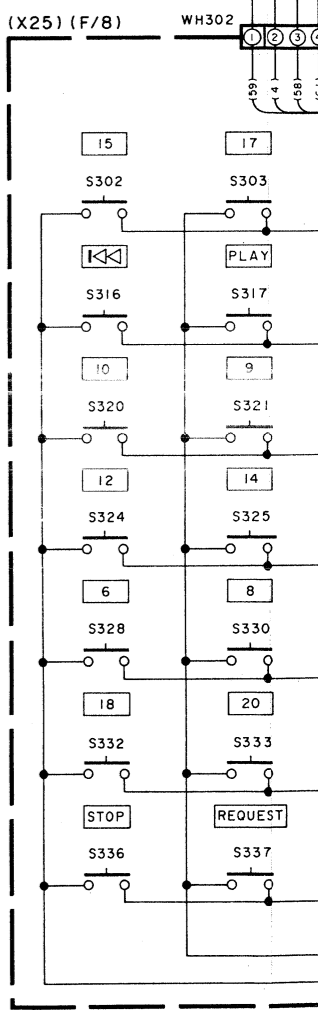 (X25) (F/8) WH302
1 2 3
(59) (4) (58)
15 17
S302 S303
PLAY
S316 S317
10 9
S320 S321
12 14
S324 S325
6 8
S328 S330
18 20
S332 S333
STOP REQUEST
S336 S337